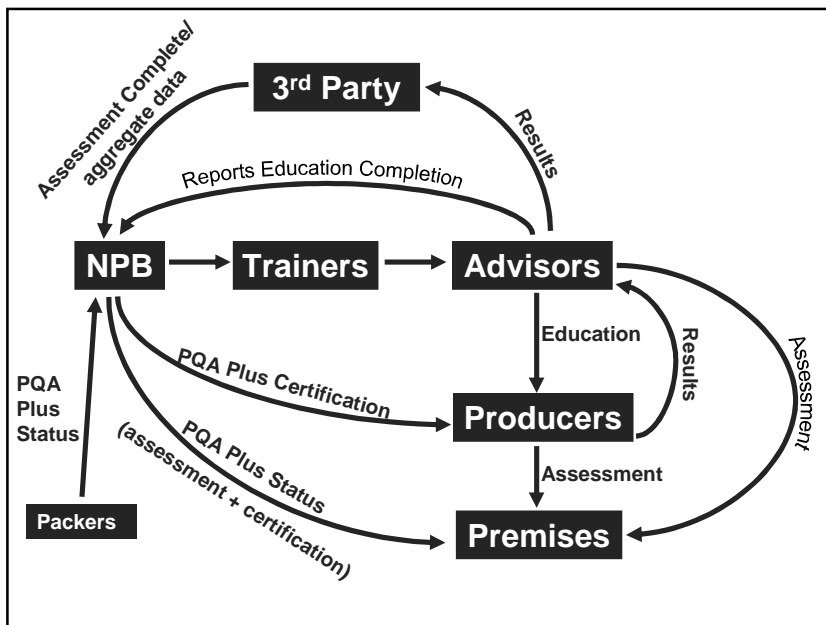 Assessment Complete/
aggregate data
3rd Party
Results
Reports Education Completion
NPB
Trainers
Advisors
Education
Results
Assessment
PQA
Plus
Status
PQA Plus Certification
Producers
PQA Plus Status
(assessment + certification)
Assessment
Packers
Premises